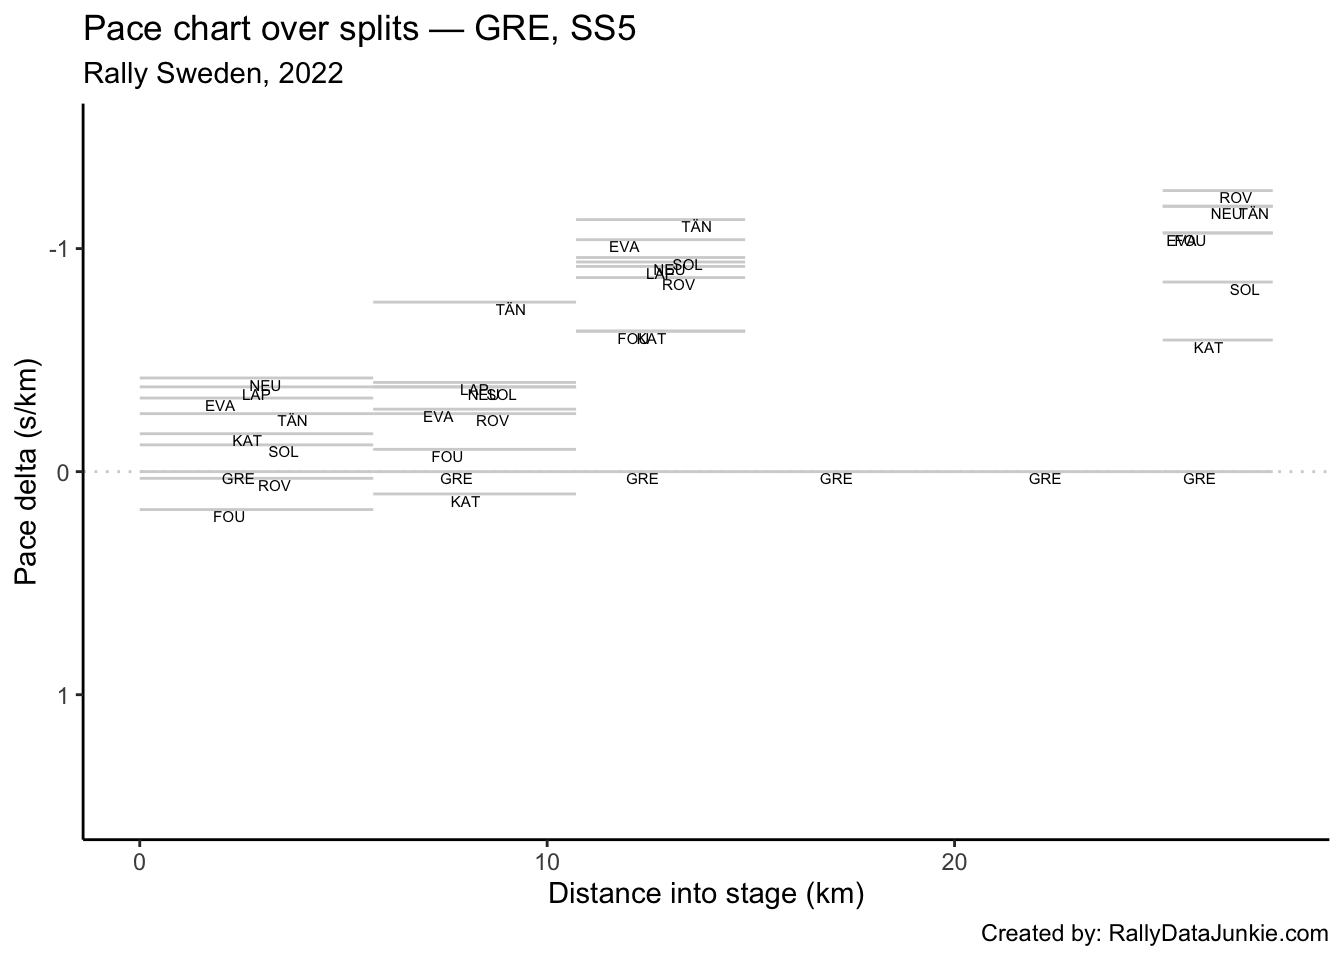 Pace chart over splits — GRE, SS5
Rally Sweden, 2022
Pace delta (s/km)
-1
0
1
NEU
LAP
EVA
TÄN
KAT
SOL
GRE
ROV
FOU
TÄN
LAP
NEU
SOL
EVA
ROV
FOU
GRE
KAT
TÄN
EVA
SOL
NEU
LAP
ROV
FOU
KAT
GRE
GRE
GRE
ROV
NEU
TÄN
EVA
FOU
SOL
KAT
GRE
0
10
20
Distance into stage (km)
Created by: RallyDataJunkie.com